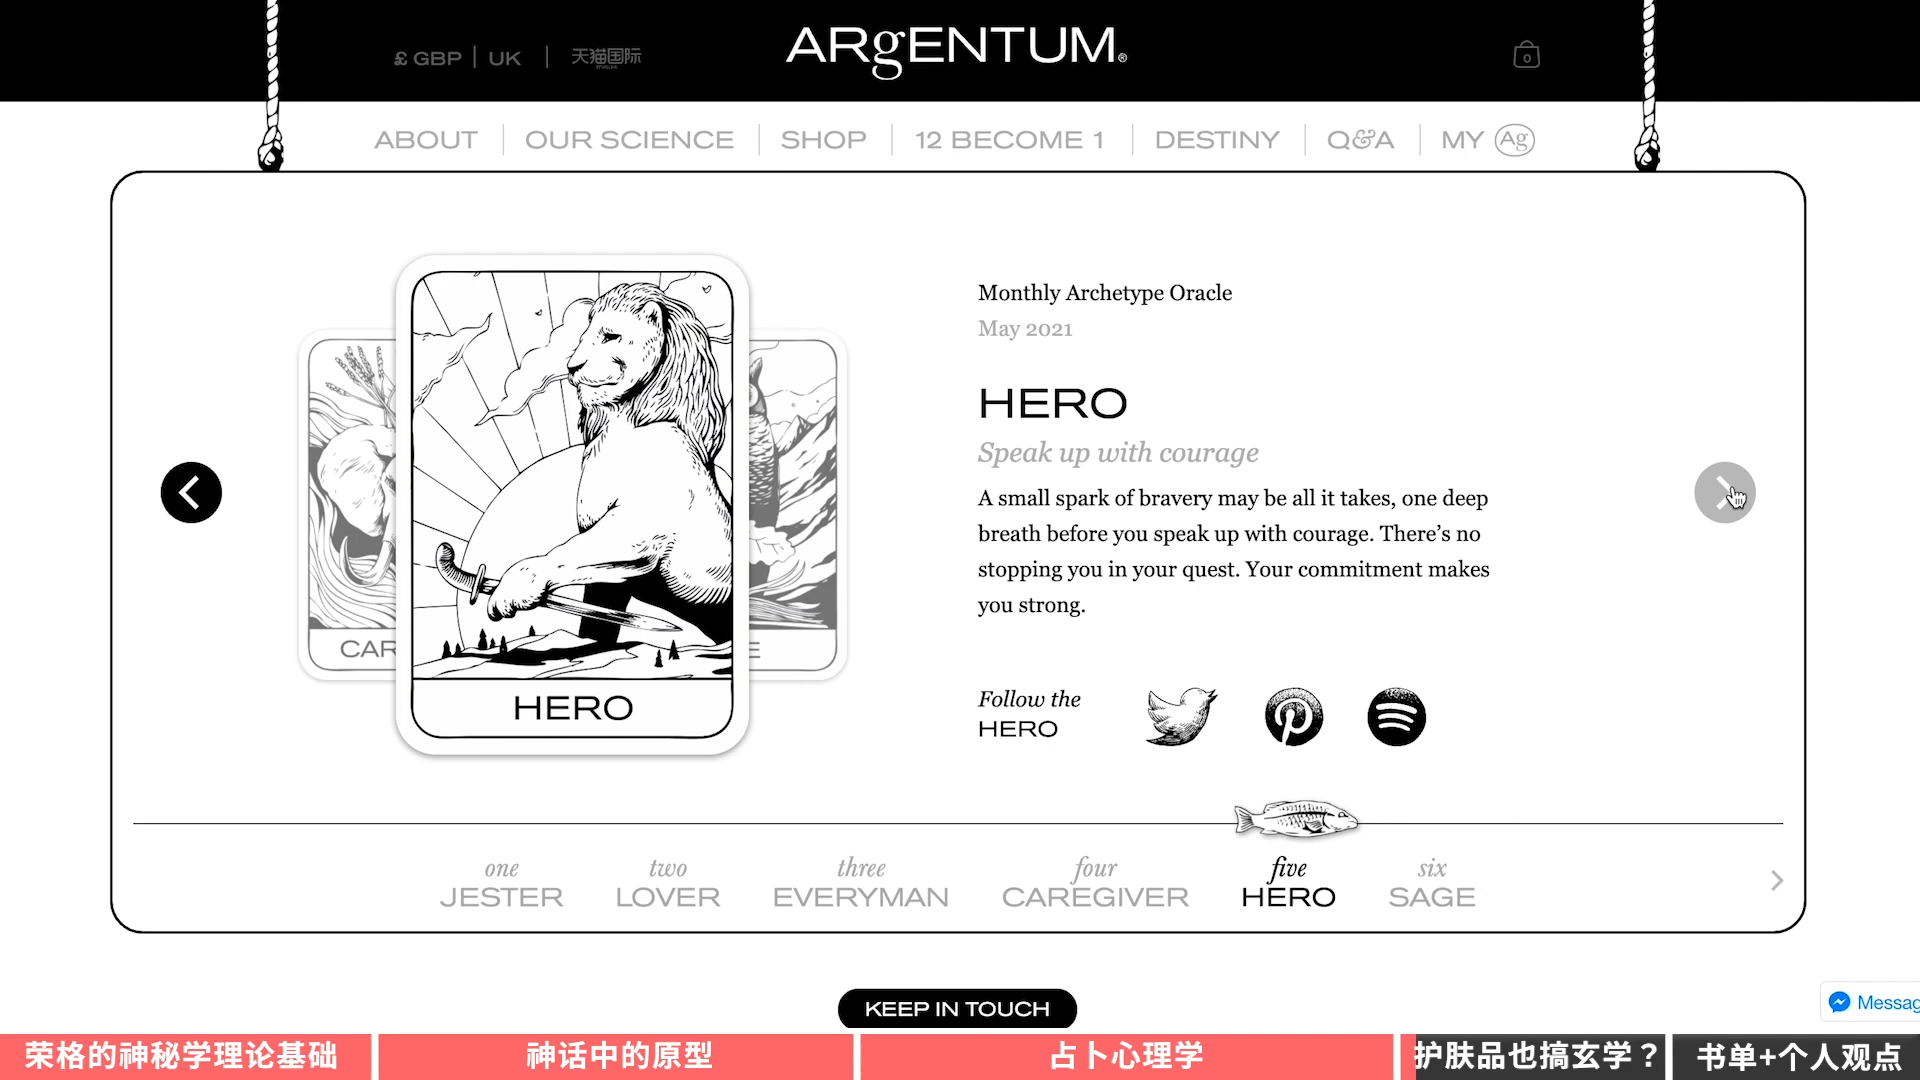 £ GBP | UK | 天猫国际
ARgENTUM®
0
ABOUT | OUR SCIENCE | SHOP | 12 BECOME 1 | DESTINY | Q&A | MY Ag
CAR
HERO
E
Monthly Archetype Oracle
May 2021
HERO
Speak up with courage
A small spark of bravery may be all it takes, one deep
breath before you speak up with courage. There’s no
stopping you in your quest. Your commitment makes
you strong.
Follow the
HERO
one
JESTER
two
LOVER
three
EVERYMAN
four
CAREGIVER
five
HERO
six
SAGE
KEEP IN TOUCH
Messag
荣格的神秘学理论基础
神话中的原型
占卜心理学
护肤品也搞玄学？
书单+个人观点